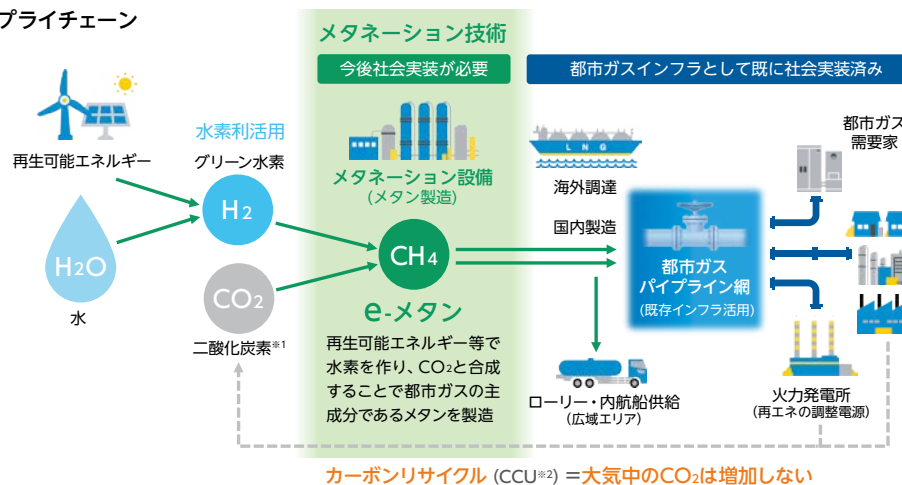 プライチェーン
メタネーション技術
今後社会実装が必要
都市ガスインフラとして既に社会実装済み
再生可能エネルギー
水素利活用
グリーン水素
H2
H2O
水
CO2
二酸化炭素※1
メタネーション設備
(メタン製造)
CH4
e-メタン
再生可能エネルギー等で
水素を作り、CO2と合成
することで都市ガスの主
成分であるメタンを製造
LNG
海外調達
国内製造
都市ガス
パイプライン網
(既存インフラ活用)
都市ガス
需要家
ローリー・内航船供給
(広域エリア)
火力発電所
(再エネの調整電源)
カーボンリサイクル (CCU※2) =大気中のCO2は増加しない